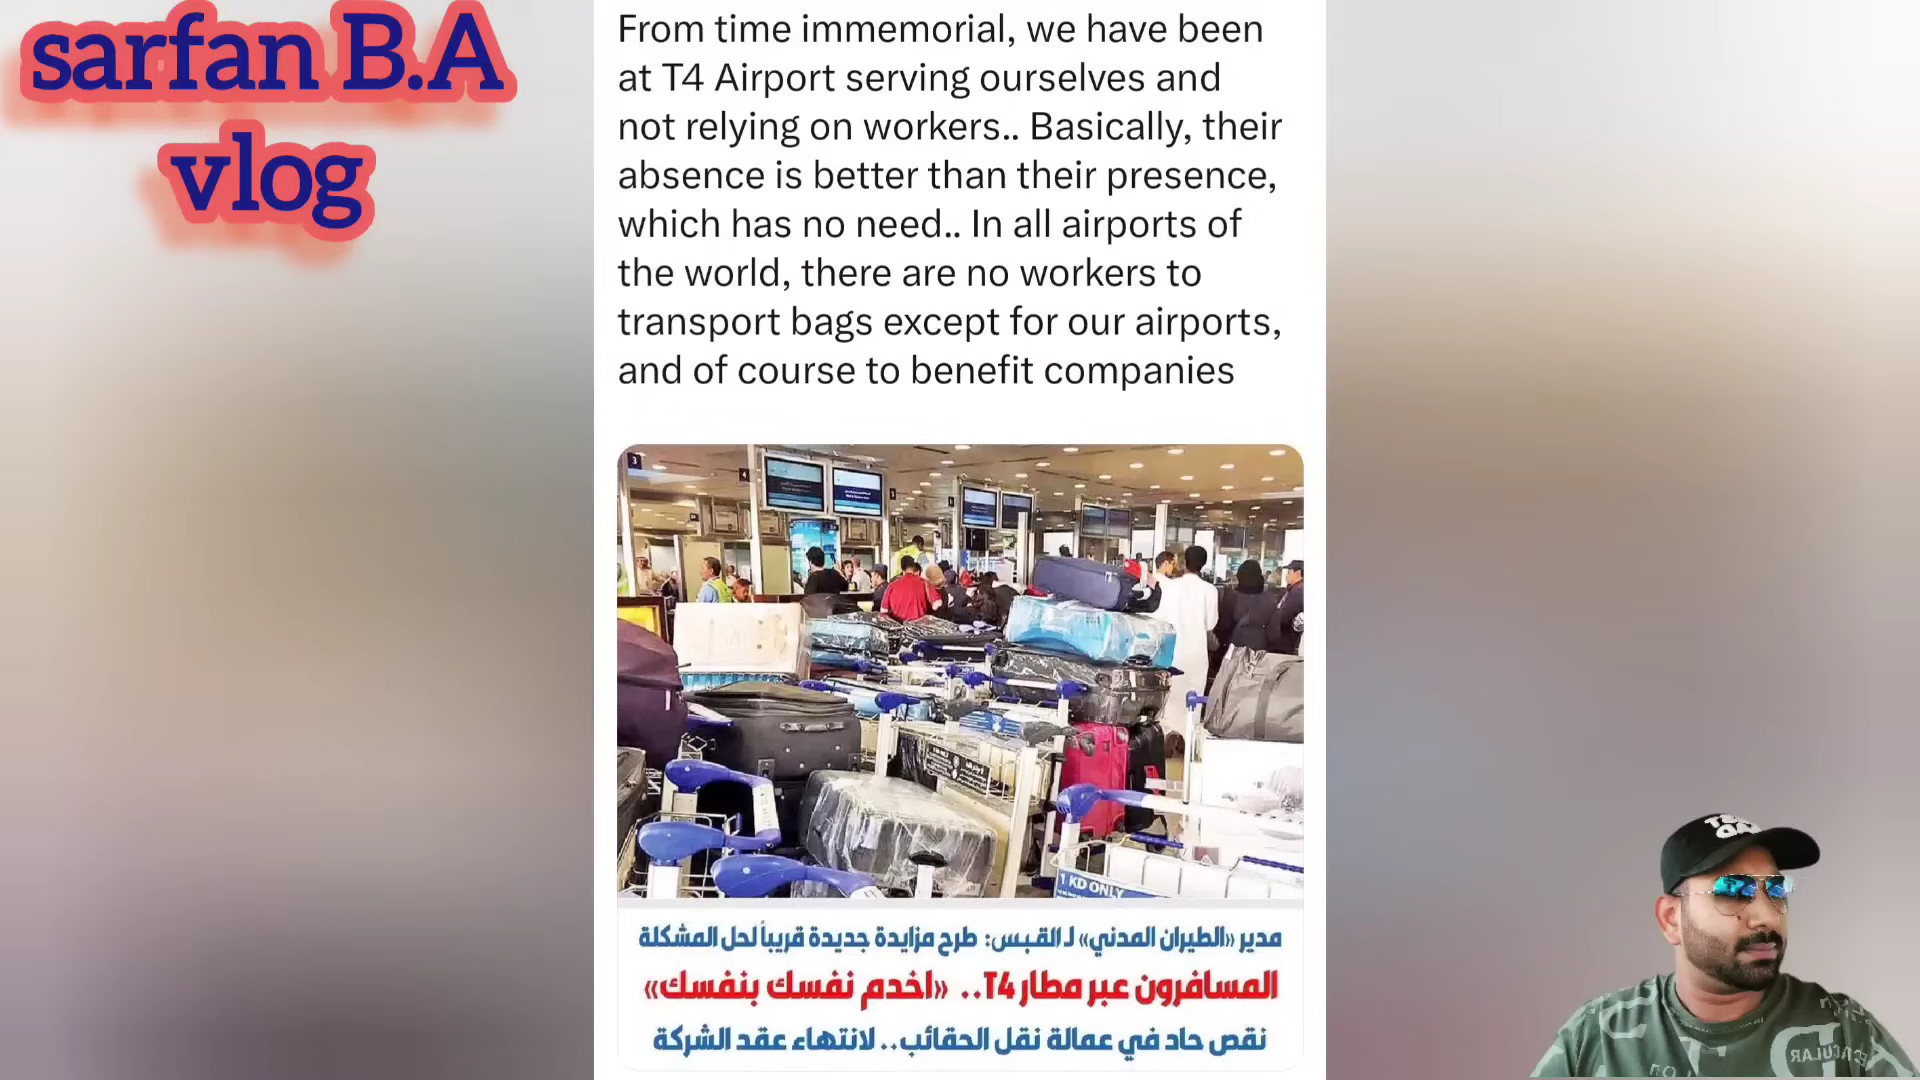 sarfan B.A
vlog
From time immemorial, we have been
at T4 Airport serving ourselves and
not relying on workers.. Basically, their
absence is better than their presence,
which has no need.. In all airports of
the world, there are no workers to
transport bags except for our airports,
and of course to benefit companies
3
4
1 KD ONLY
مدير «الطيران المدني» لـ القبس: طرح مزايدة جديدة قريباً لحل المشكلة
المسافرون عبر مطار T4.. «اخدم نفسك بنفسك»
نقص حاد في عمالة نقل الحقائب.. لانتهاء عقد الشركة